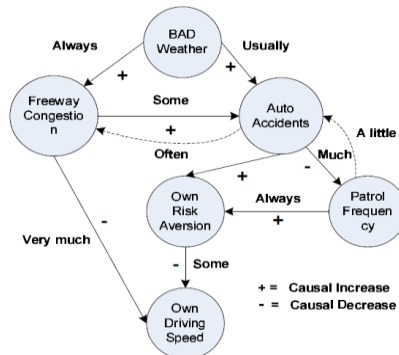 BAD
Weather
Always
Usually
+
+
Freeway
Congestio
n
Some
Auto
Accidents
+
A little
Often
-
Much
+
Own
Risk
Aversion
Always
+
Patrol
Frequen
cy
-
Very much
-
Some
+ = Causal Increase
- = Causal Decrease
Own
Driving
Speed